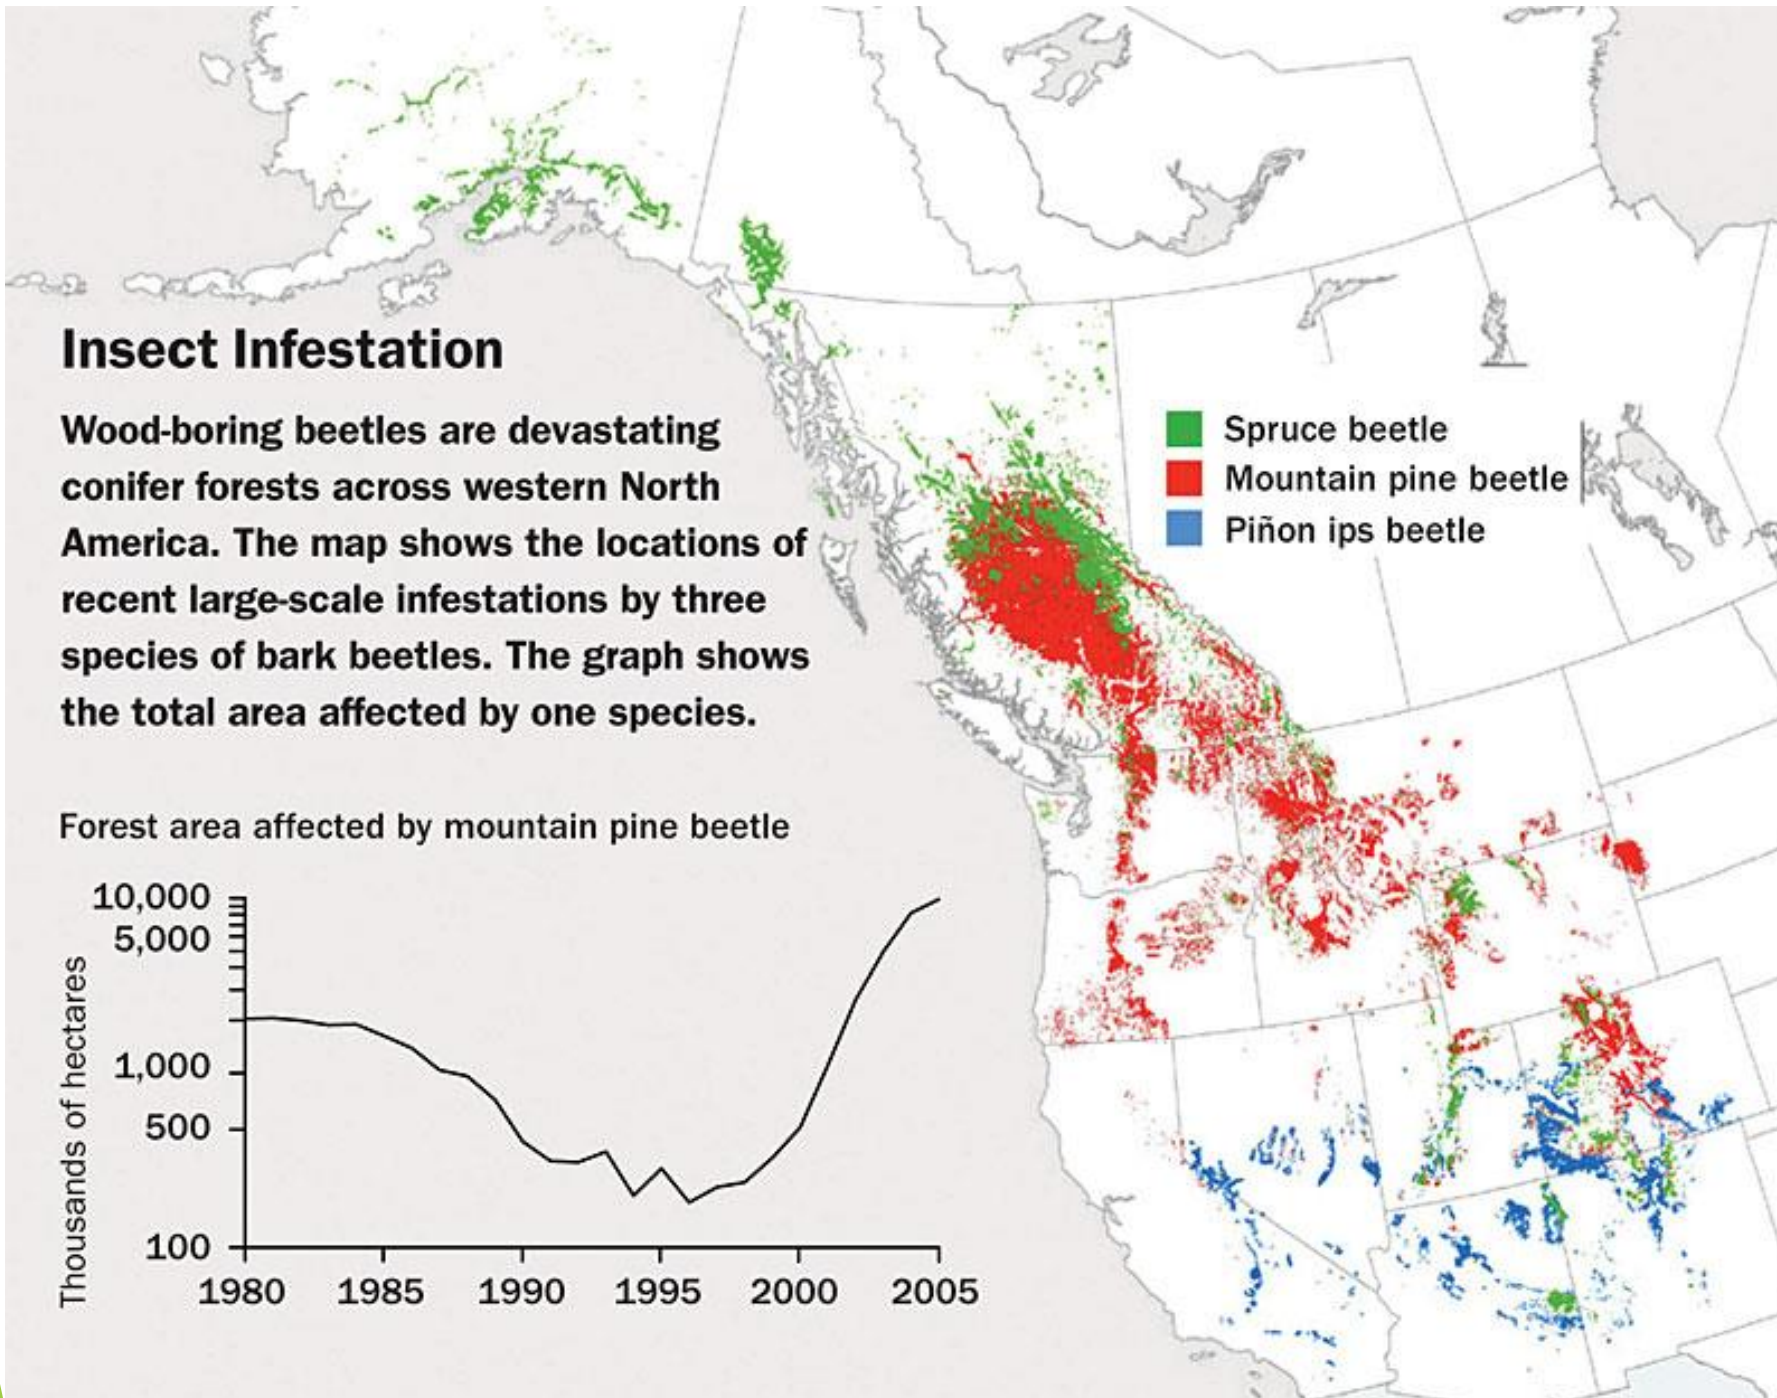 Insect Infestation
Wood-boring beetles are devastating
conifer forests across western North
America. The map shows the locations of
recent large-scale infestations by three
species of bark beetles. The graph shows
the total area affected by one species.
Spruce beetle
Mountain pine beetle
Piñon ips beetle
Forest area affected by mountain pine beetle
Thousands of hectares
10,000
5,000
1,000
500
100
1980 1985 1990 1995 2000 2005